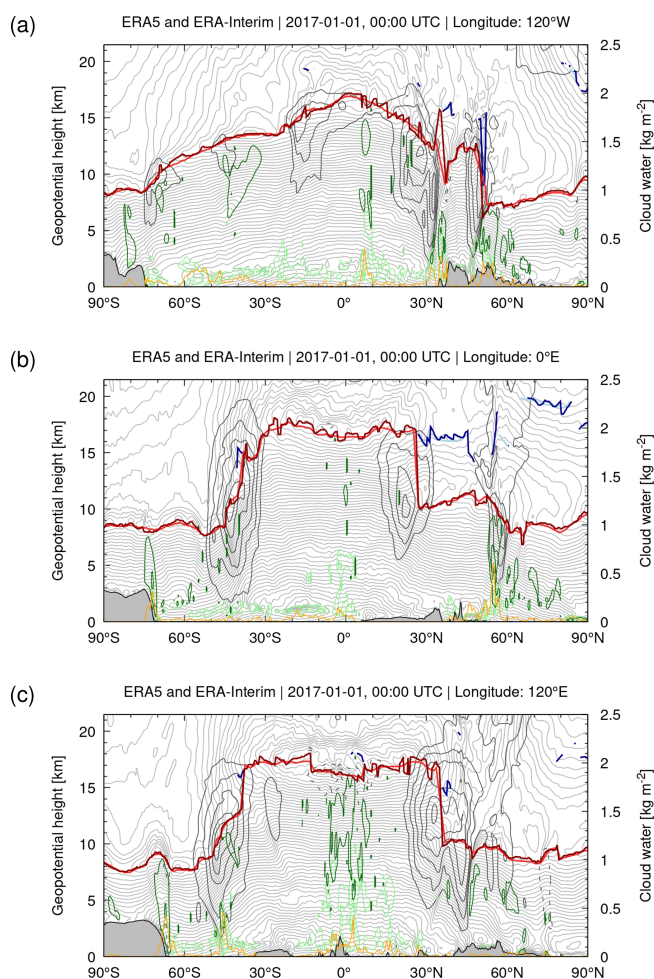 (a)
ERA5 and ERA-Interim | 2017-01-01, 00:00 UTC | Longitude: 120°W
Geopotential height [km]
Cloud water [kg m-2]
20
15
10
5
0
2.5
2
1.5
1
0.5
0
90°S 60°S 30°S 0° 30°N 60°N 90°N
(b)
ERA5 and ERA-Interim | 2017-01-01, 00:00 UTC | Longitude: 0°E
Geopotential height [km]
Cloud water [kg m-2]
20
15
10
5
0
2.5
2
1.5
1
0.5
0
90°S 60°S 30°S 0° 30°N 60°N 90°N
(c)
ERA5 and ERA-Interim | 2017-01-01, 00:00 UTC | Longitude: 120°E
Geopotential height [km]
Cloud water [kg m-2]
20
15
10
5
0
2.5
2
1.5
1
0.5
0
90°S 60°S 30°S 0° 30°N 60°N 90°N